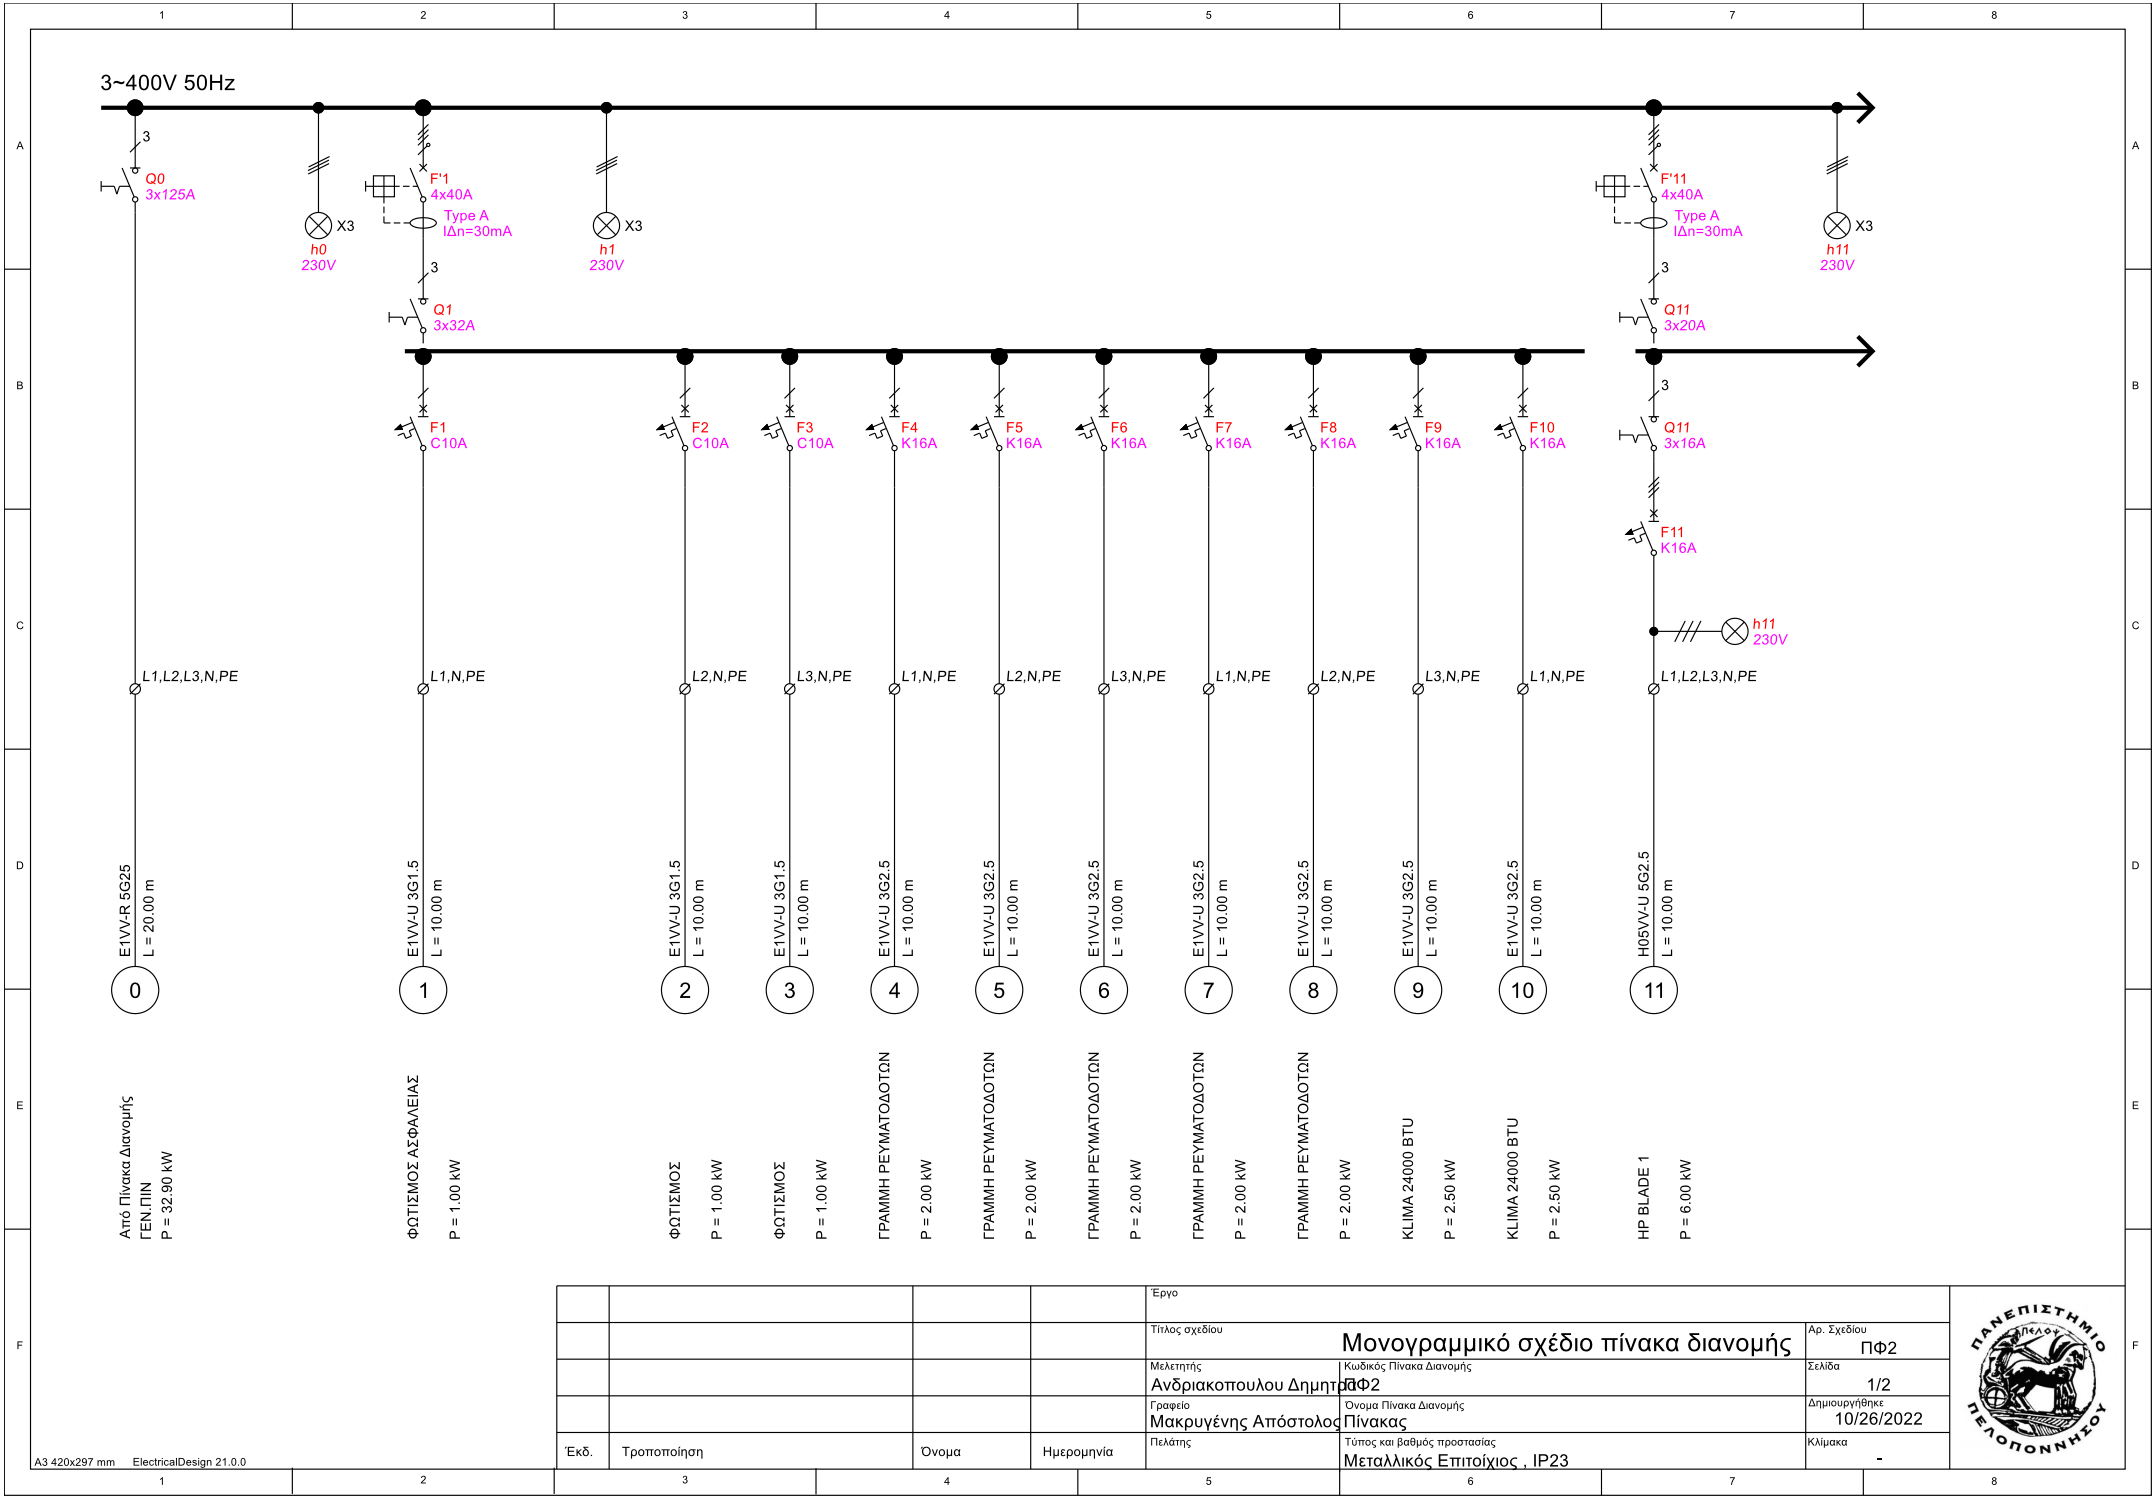 1 2 3 4 5 6 7 8
3~400V 50Hz
A A
3
Q0
3x125A
X3
h0
230V
F'1
4x40A
Type A
IΔn=30mA
X3
h1
230V
F'11
4x40A
Type A
IΔn=30mA
X3
h11
230V
3
Q1
3x32A
3
Q11
3x20A
B B
F1
C10A
F2
C10A
F3
C10A
F4
K16A
F5
K16A
F6
K16A
F7
K16A
F8
K16A
F9
K16A
F10
K16A
3
Q11
3x16A
F11
K16A
C C
h11
230V
L1,L2,L3,N,PE
L1,N,PE
L2,N,PE
L3,N,PE
L1,N,PE
L2,N,PE
L3,N,PE
L1,N,PE
L2,N,PE
L3,N,PE
L1,N,PE
L1,L2,L3,N,PE
D D
E1VV-R 5G25
L = 20.00 m
E1VV-U 3G1.5
L = 10.00 m
E1VV-U 3G1.5
L = 10.00 m
E1VV-U 3G1.5
L = 10.00 m
E1VV-U 3G2.5
L = 10.00 m
E1VV-U 3G2.5
L = 10.00 m
E1VV-U 3G2.5
L = 10.00 m
E1VV-U 3G2.5
L = 10.00 m
E1VV-U 3G2.5
L = 10.00 m
E1VV-U 3G2.5
L = 10.00 m
E1VV-U 3G2.5
L = 10.00 m
H05VV-U 5G2.5
L = 10.00 m
0 1 2 3 4 5 6 7 8 9 10 11
E E
Από Πίνακα Διανομής
ΓΕΝ.ΠΙΝ
P = 32.90 kW
ΦΩΤΙΣΜΟΣ ΑΣΦΑΛΕΙΑΣ
P = 1.00 kW
ΦΩΤΙΣΜΟΣ
P = 1.00 kW
ΦΩΤΙΣΜΟΣ
P = 1.00 kW
ΓΡΑΜΜΗ ΡΕΥΜΑΤΟΔΟΤΩΝ
P = 2.00 kW
ΓΡΑΜΜΗ ΡΕΥΜΑΤΟΔΟΤΩΝ
P = 2.00 kW
ΓΡΑΜΜΗ ΡΕΥΜΑΤΟΔΟΤΩΝ
P = 2.00 kW
ΓΡΑΜΜΗ ΡΕΥΜΑΤΟΔΟΤΩΝ
P = 2.00 kW
ΓΡΑΜΜΗ ΡΕΥΜΑΤΟΔΟΤΩΝ
P = 2.00 kW
KLIMA 24000 BTU
P = 2.50 kW
KLIMA 24000 BTU
P = 2.50 kW
HP BLADE 1
P = 6.00 kW
F F
Έργο
Τίτλος σχεδίου
Μονογραμμικό σχέδιο πίνακα διανομής
Αρ. Σχεδίου
ΠΦ2
Μελετητής
Ανδριακοπουλου Δημητρα
Κωδικός Πίνακα Διανομής
ΠΦ2
Σελίδα
1/2
Γραφείο
Μακρυγένης Απόστολος
Όνομα Πίνακα Διανομής
Πίνακας
Δημιουργήθηκε
10/26/2022
Έκδ. Τροποποίηση Όνομα Ημερομηνία
Πελάτης
Τύπος και βαθμός προστασίας
Μεταλλικός Επιτοίχιος , IP23
Κλίμακα
-
ΠΑΝΕΠΙΣΤΗΜΙΟ
ΠΕΛΟΨ
ΠΕΛΟΠΟΝΝΗΣΟΥ
A3 420x297 mm ElectricalDesign 21.0.0
1 2 3 4 5 6 7 8